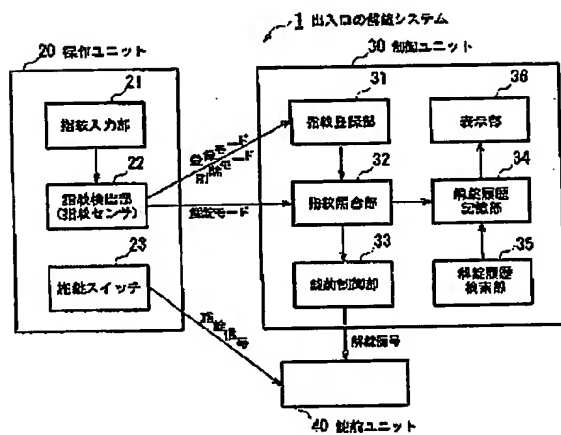 1 出入口の解錠システム
20 操作ユニット
30 制御ユニット
21
指紋入力部
22
指紋検出部
(指紋センサ)
23
施錠スイッチ
登録モード
削除モード
解錠モード
施錠信号
31
指紋登録部
32
指紋照合部
33
錠前制御部
36
表示部
34
解錠履歴
記憶部
35
解錠履歴
検索部
解錠信号
40 錠前ユニット